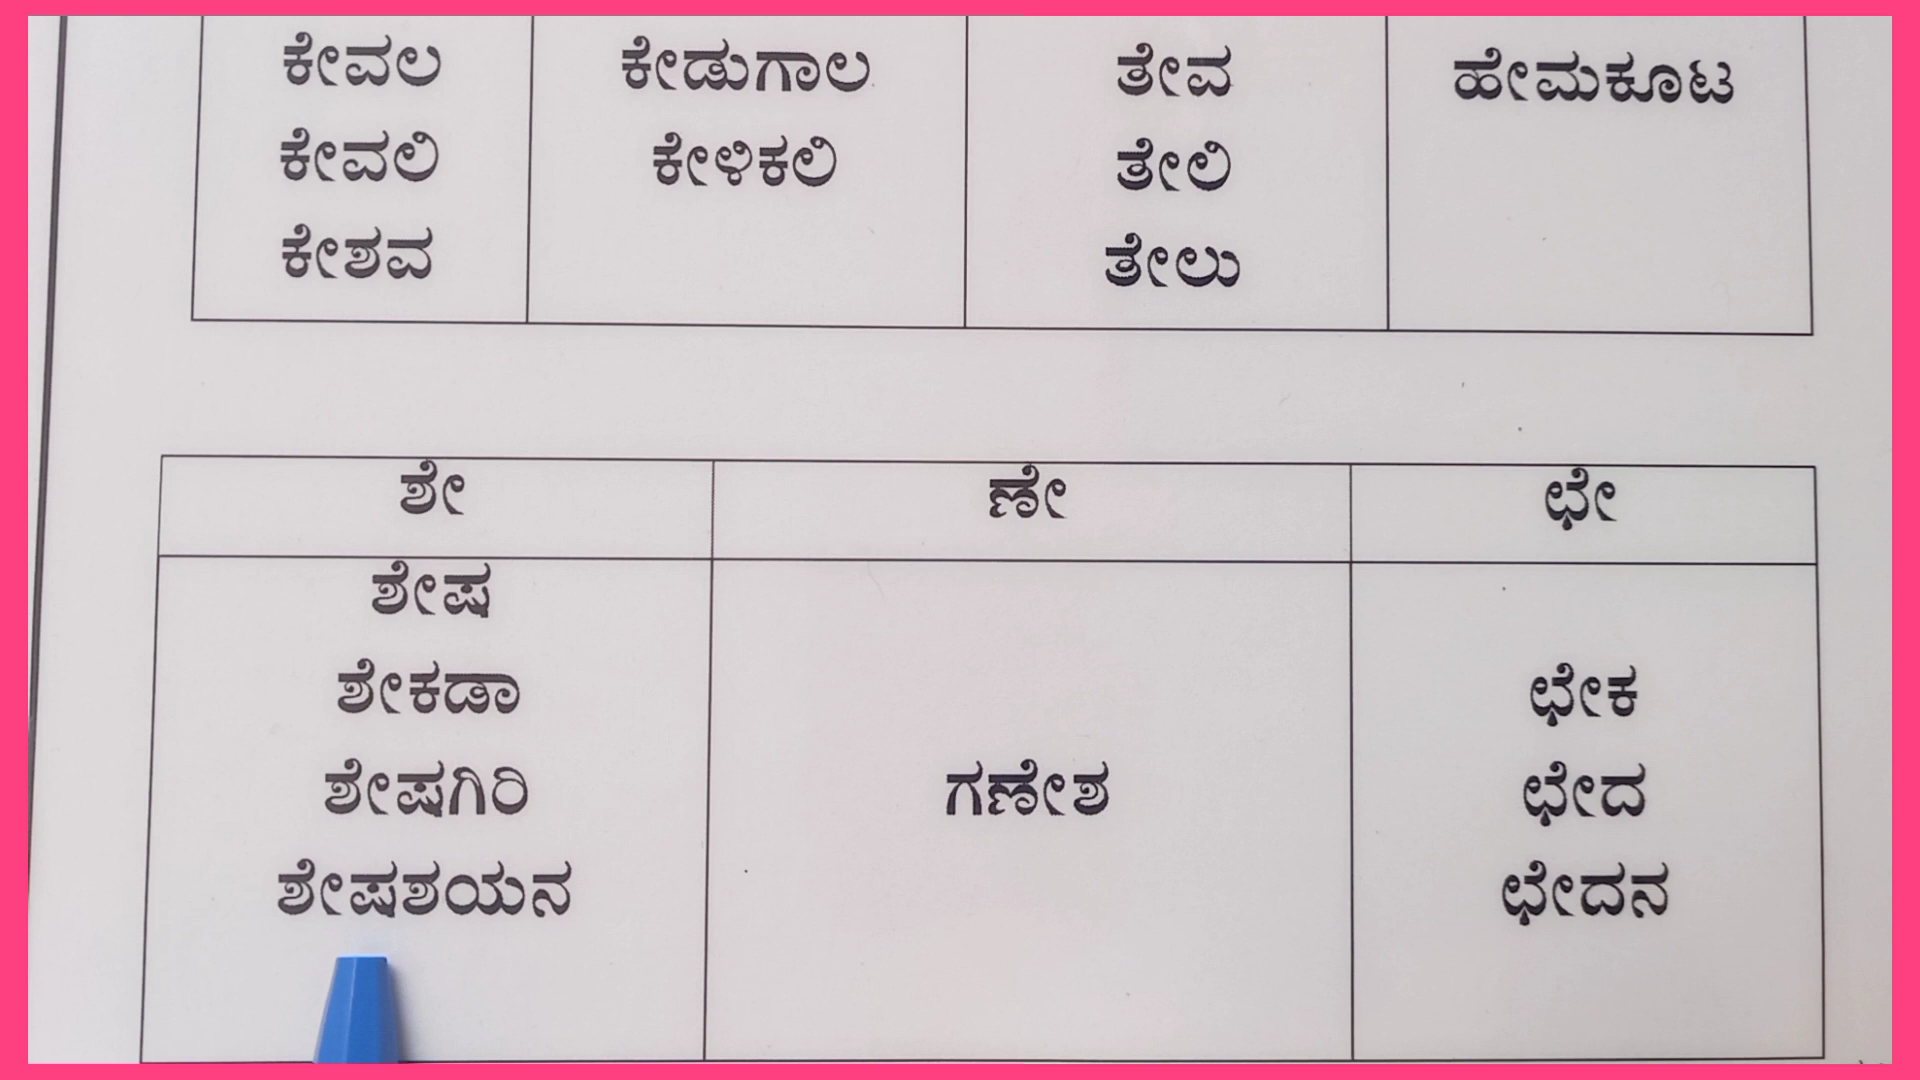 ಕೇವಲ ಕೇಡುಗಾಲ ತೇವ ಹೇಮಕೂಟ
ಕೇವಲಿ ಕೇಳಿಕಲಿ ತೇಲಿ
ಕೇಶವ ತೇಲು
ಶೇ ಣೇ ಛೇ
ಶೇಷ
ಶೇಕಡಾ ಛೇಕ
ಶೇಷಗಿರಿ ಗಣೇಶ ಛೇದ
ಶೇಷಶಯನ ಛೇದನ